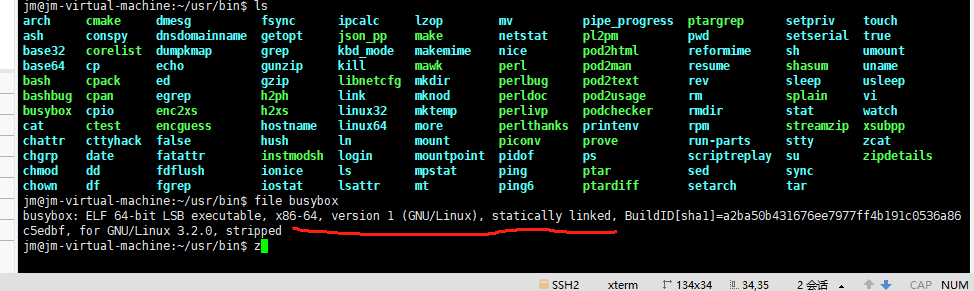 jm@jm-virtual-machine:~/usr/bin$ ls
arch cmake dmesg fsync ipcalc lzop mv pipe_progress ptargrep setpriv touch
ash conspy dnsdomainname getopt json_pp make netstat pl2pm pwd setserial true
base32 corelist dumpkmap grep kbd_mode makemime nice pod2html reformime sh umount
base64 cp echo gunzip kill mawk perl pod2man resume shasum uname
bash cpack ed gzip libnetcfg mkdir perlbug pod2text rev sleep usleep
bashbug cpan egrep h2ph link mknod perldoc pod2usage rm splain vi
busybox cpio enc2xs h2xs linux32 mktemp perlivp podchecker rmdir stat watch
cat ctest encguess hostname linux64 more perlthanks printenv rpm streamzip xsubpp
chattr cttyhack false hush ln mount piconv prove run-parts stty zcat
chgrp date fatattr instmodsh login mountpoint pidof ps scriptreplay su zipdetails
chmod dd fdflush ionice ls mpstat ping ptar sed sync
chown df fgrep iostat lsattr mt ping6 ptardiff setarch tar
jm@jm-virtual-machine:~/usr/bin$ file busybox
busybox: ELF 64-bit LSB executable, x86-64, version 1 (GNU/Linux), statically linked, BuildID[sha1]=a2ba50b431676ee7977ff4b191c0536a86
c5edbf, for GNU/Linux 3.2.0, stripped
jm@jm-virtual-machine:~/usr/bin$ z
SSH2 xterm 134x34 34,35 2 会话 CAP NUM